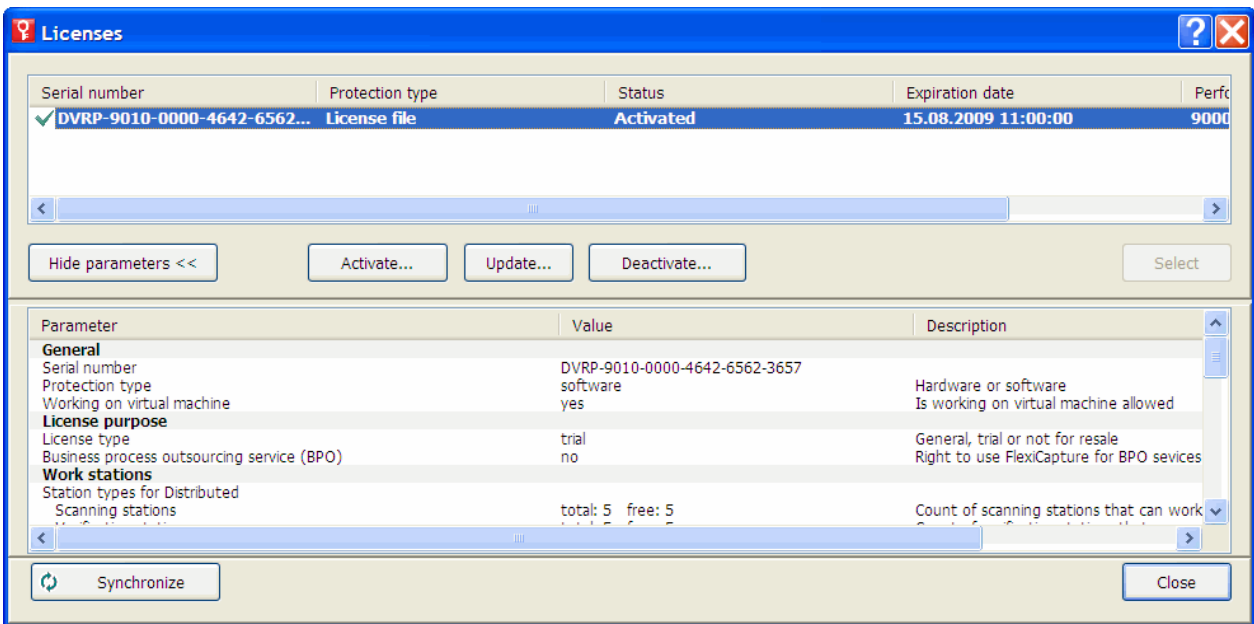 Licenses
Serial number Protection type Status Expiration date Perfo
DVRP-9010-0000-4642-6562... License file Activated 15.08.2009 11:00:00 9000
Hide parameters << Activate... Update... Deactivate... Select
Parameter Value Description
General
Serial number DVRP-9010-0000-4642-6562-3657
Protection type software Hardware or software
Working on virtual machine yes Is working on virtual machine allowed
License purpose
License type trial General, trial or not for resale
Business process outsourcing service (BPO) no Right to use FlexiCapture for BPO sevices
Work stations
Station types for Distributed
Scanning stations total: 5 free: 5 Count of scanning stations that can work
Synchronize Close